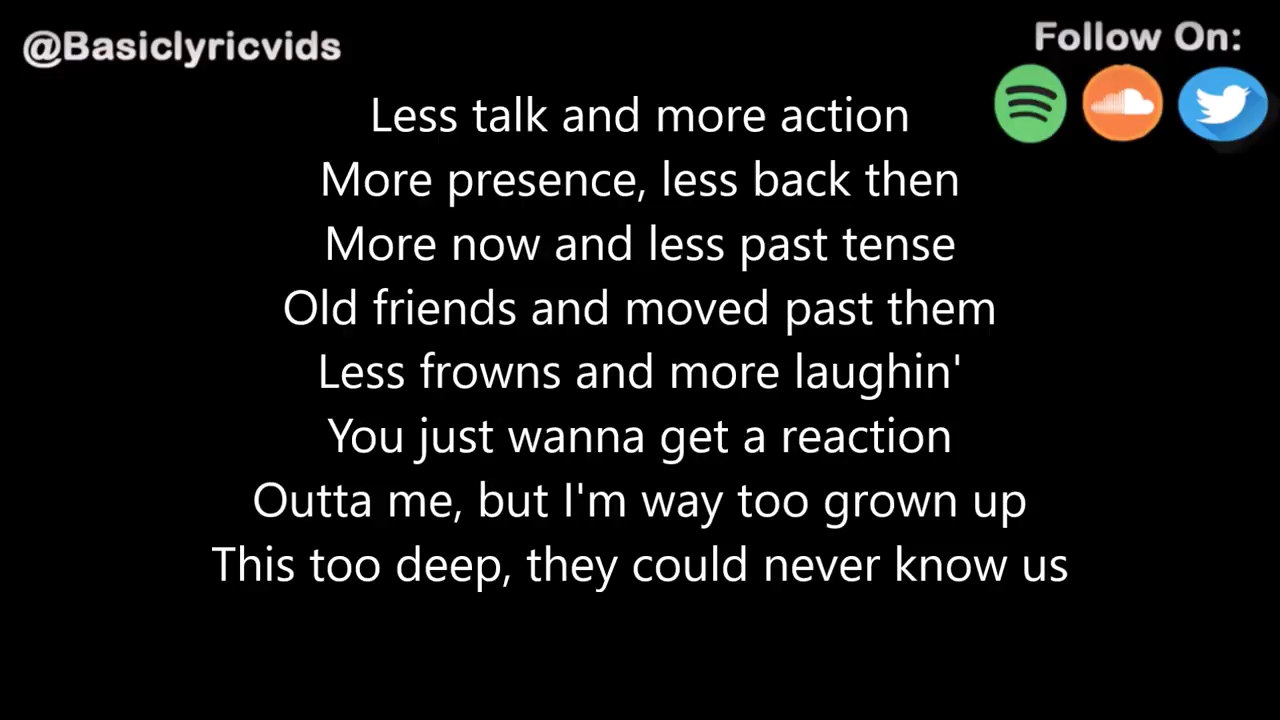 @Basiclyricvids
Follow On:
Less talk and more action
More presence, less back then
More now and less past tense
Old friends and moved past them
Less frowns and more laughin'
You just wanna get a reaction
Outta me, but I'm way too grown up
This too deep, they could never know us